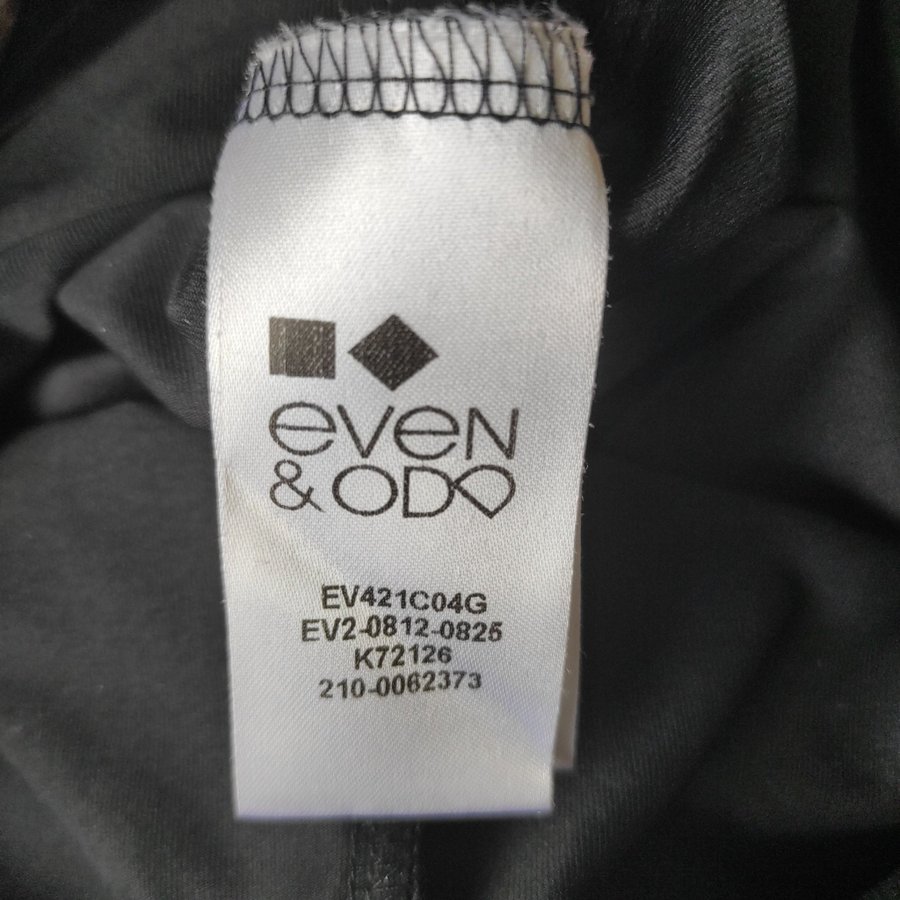 even
& ODD
EV421C04G
EV2-0812-0825
K72126
210-0062373